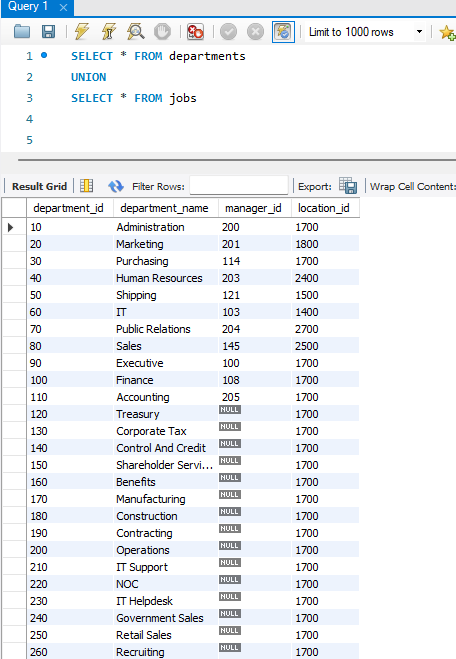 Query 1
Limit to 1000 rows
1 SELECT * FROM departments
2 UNION
3 SELECT * FROM jobs
4
5
Result Grid Filter Rows: Export: Wrap Cell Content:
department_id department_name manager_id location_id
10 Administration 200 1700
20 Marketing 201 1800
30 Purchasing 114 1700
40 Human Resources 203 2400
50 Shipping 121 1500
60 IT 103 1400
70 Public Relations 204 2700
80 Sales 145 2500
90 Executive 100 1700
100 Finance 108 1700
110 Accounting 205 1700
120 Treasury NULL 1700
130 Corporate Tax NULL 1700
140 Control And Credit NULL 1700
150 Shareholder Servi... NULL 1700
160 Benefits NULL 1700
170 Manufacturing NULL 1700
180 Construction NULL 1700
190 Contracting NULL 1700
200 Operations NULL 1700
210 IT Support NULL 1700
220 NOC NULL 1700
230 IT Helpdesk NULL 1700
240 Government Sales NULL 1700
250 Retail Sales NULL 1700
260 Recruiting NULL 1700